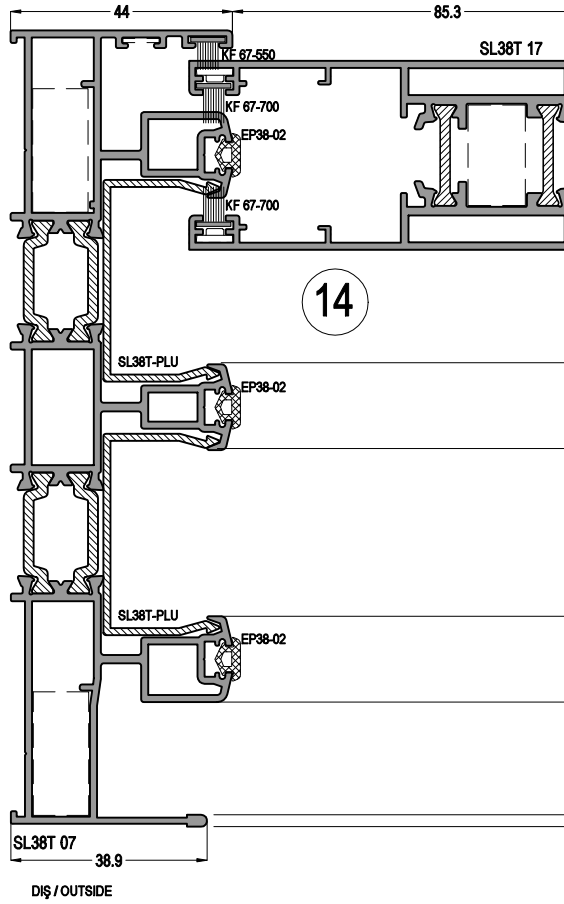 44
85.3
SL38T 17
KF 67-550
KF 67-700
EP38-02
KF 67-700
14
SL38T-PLU
EP38-02
SL38T-PLU
EP38-02
SL38T 07
38.9
DIŞ / OUTSIDE